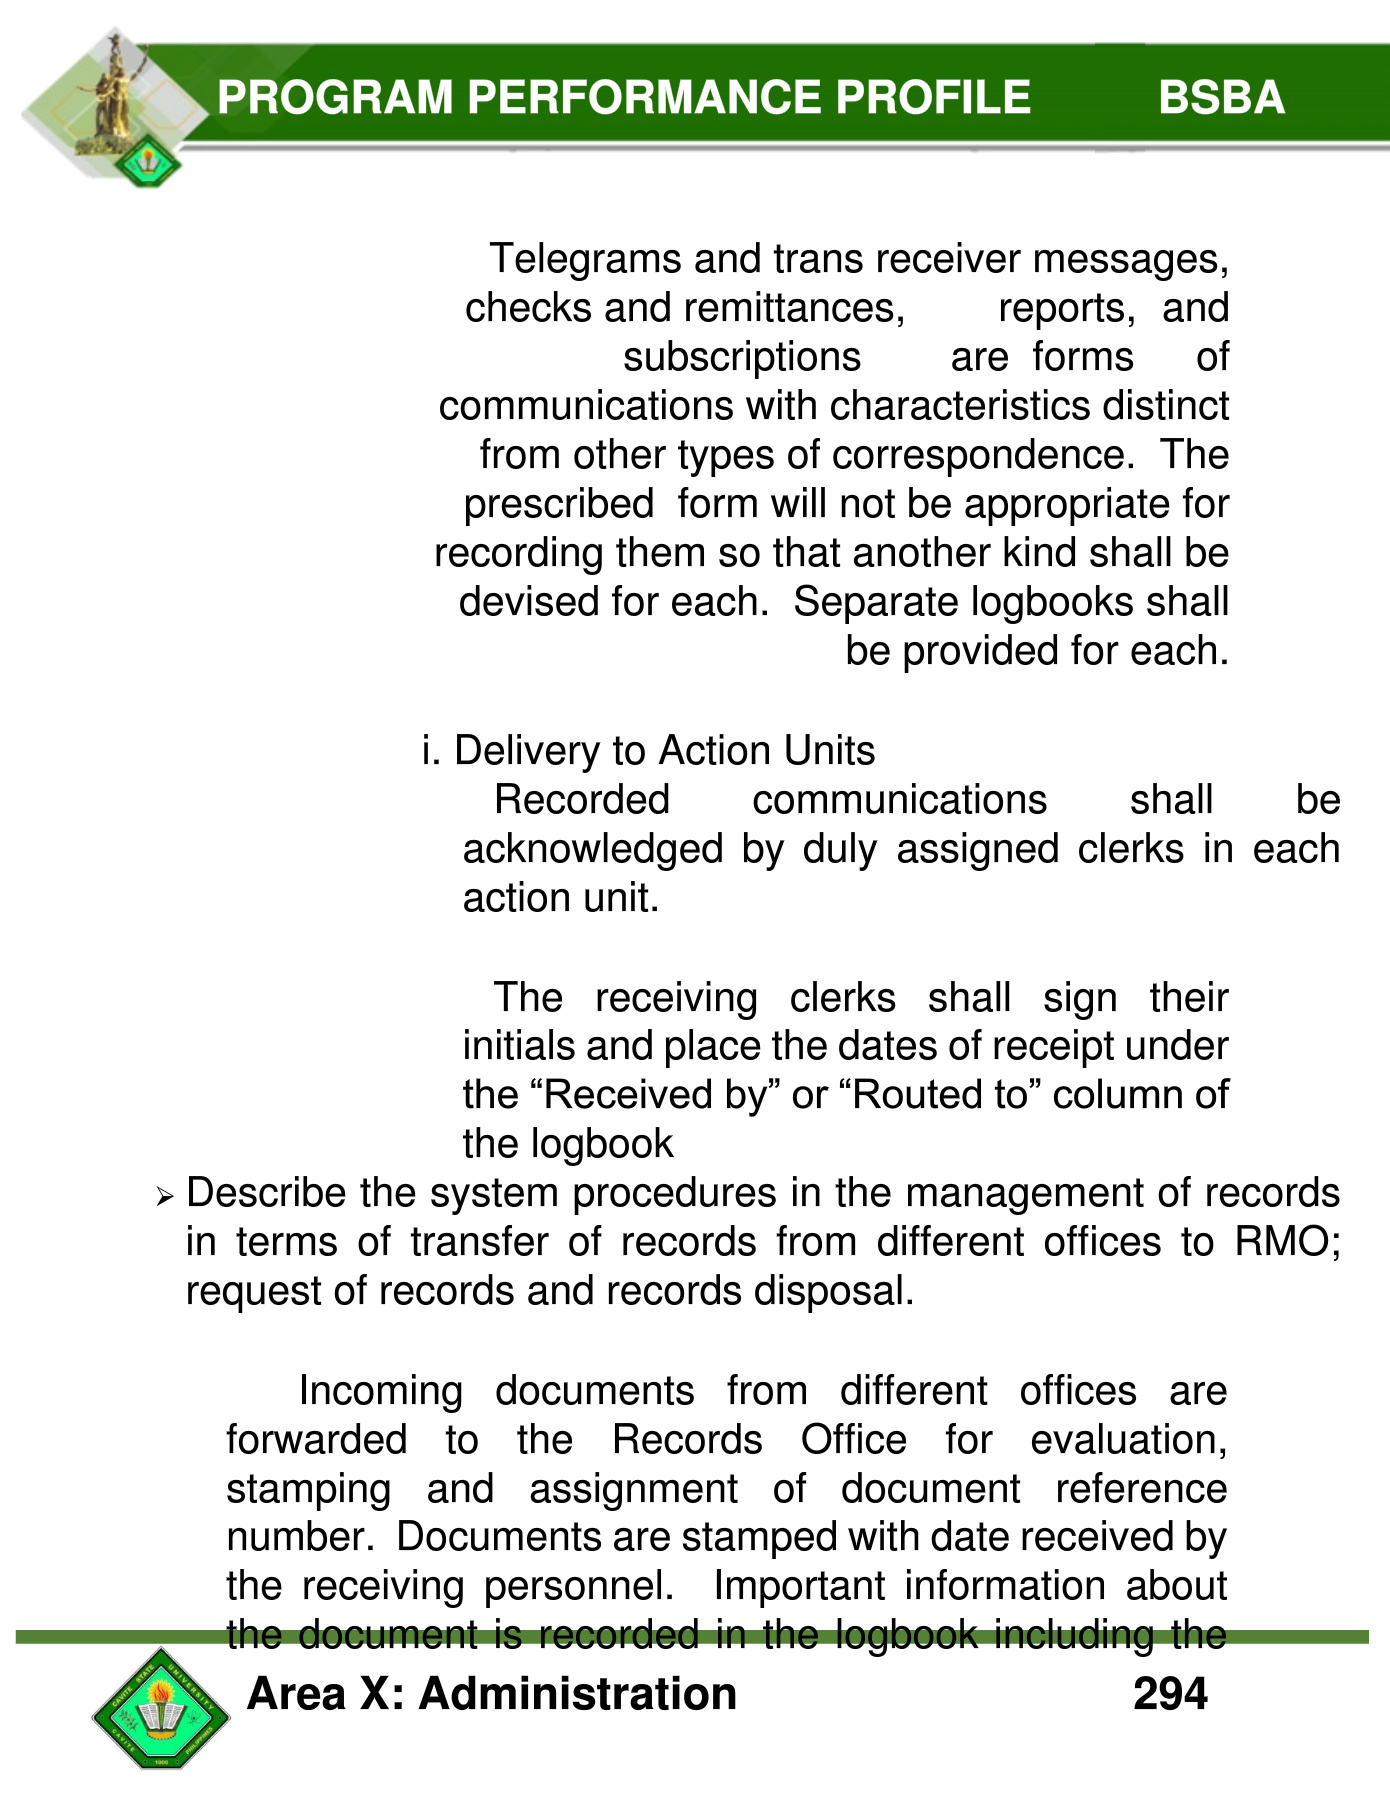 PROGRAM PERFORMANCE PROFILE BSBA
Telegrams and trans receiver messages,
checks and remittances, reports, and
subscriptions are forms of
communications with characteristics distinct
from other types of correspondence. The
prescribed form will not be appropriate for
recording them so that another kind shall be
devised for each. Separate logbooks shall
be provided for each.
i. Delivery to Action Units
Recorded communications shall be
acknowledged by duly assigned clerks in each
action unit.
The receiving clerks shall sign their
initials and place the dates of receipt under
the “Received by” or “Routed to” column of
the logbook
➢ Describe the system procedures in the management of records
in terms of transfer of records from different offices to RMO;
request of records and records disposal.
Incoming documents from different offices are
forwarded to the Records Office for evaluation,
stamping and assignment of document reference
number. Documents are stamped with date received by
the receiving personnel. Important information about
the document is recorded in the logbook including the
CAVITE STATE UNIVERSITY
CAVITE PHILIPPINES
1906
Area X: Administration 294